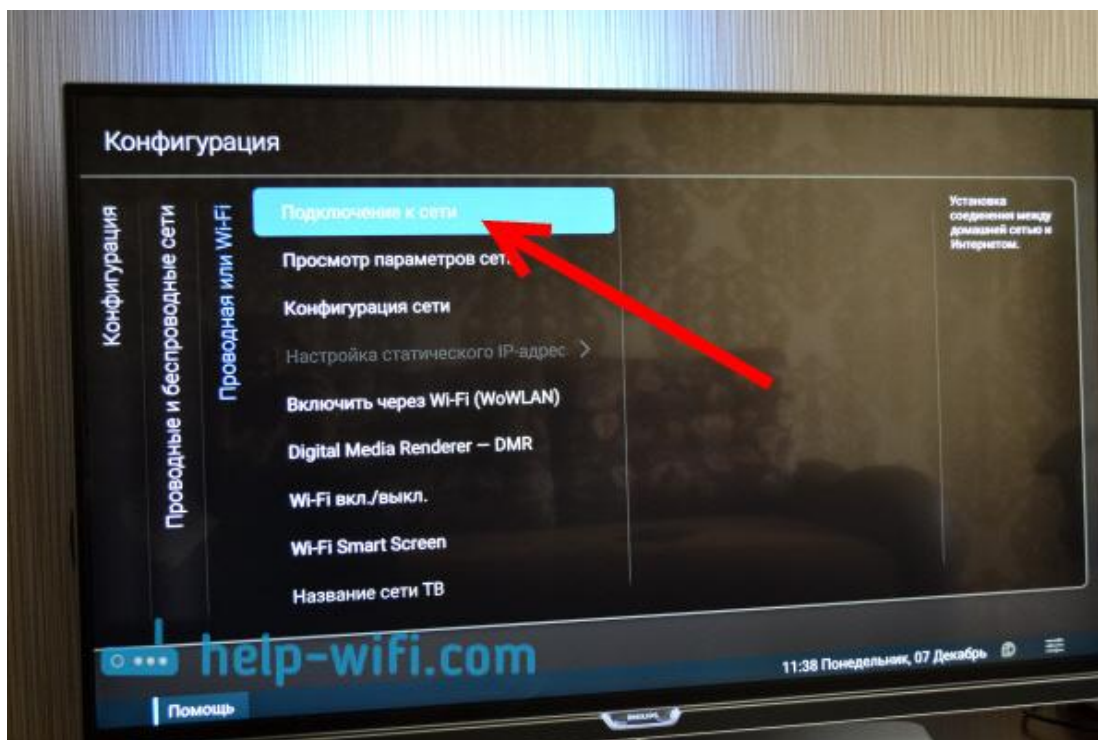 Конфигурация
Конфигурация
Проводные и беспроводные сети
Проводная или Wi-Fi
Подключение к сети
Просмотр параметров сет
Конфигурация сети
Настройка статического IP-адрес
Включить через Wi-Fi (WoWLAN)
Digital Media Renderer — DMR
Wi-Fi вкл./выкл.
Wi-Fi Smart Screen
Название сети ТВ
Установка
соединения между
домашней сетью и
Интернетом.
help-wifi.com
11:38 Понедельник, 07 Декабрь
Помощь
PHILIPS